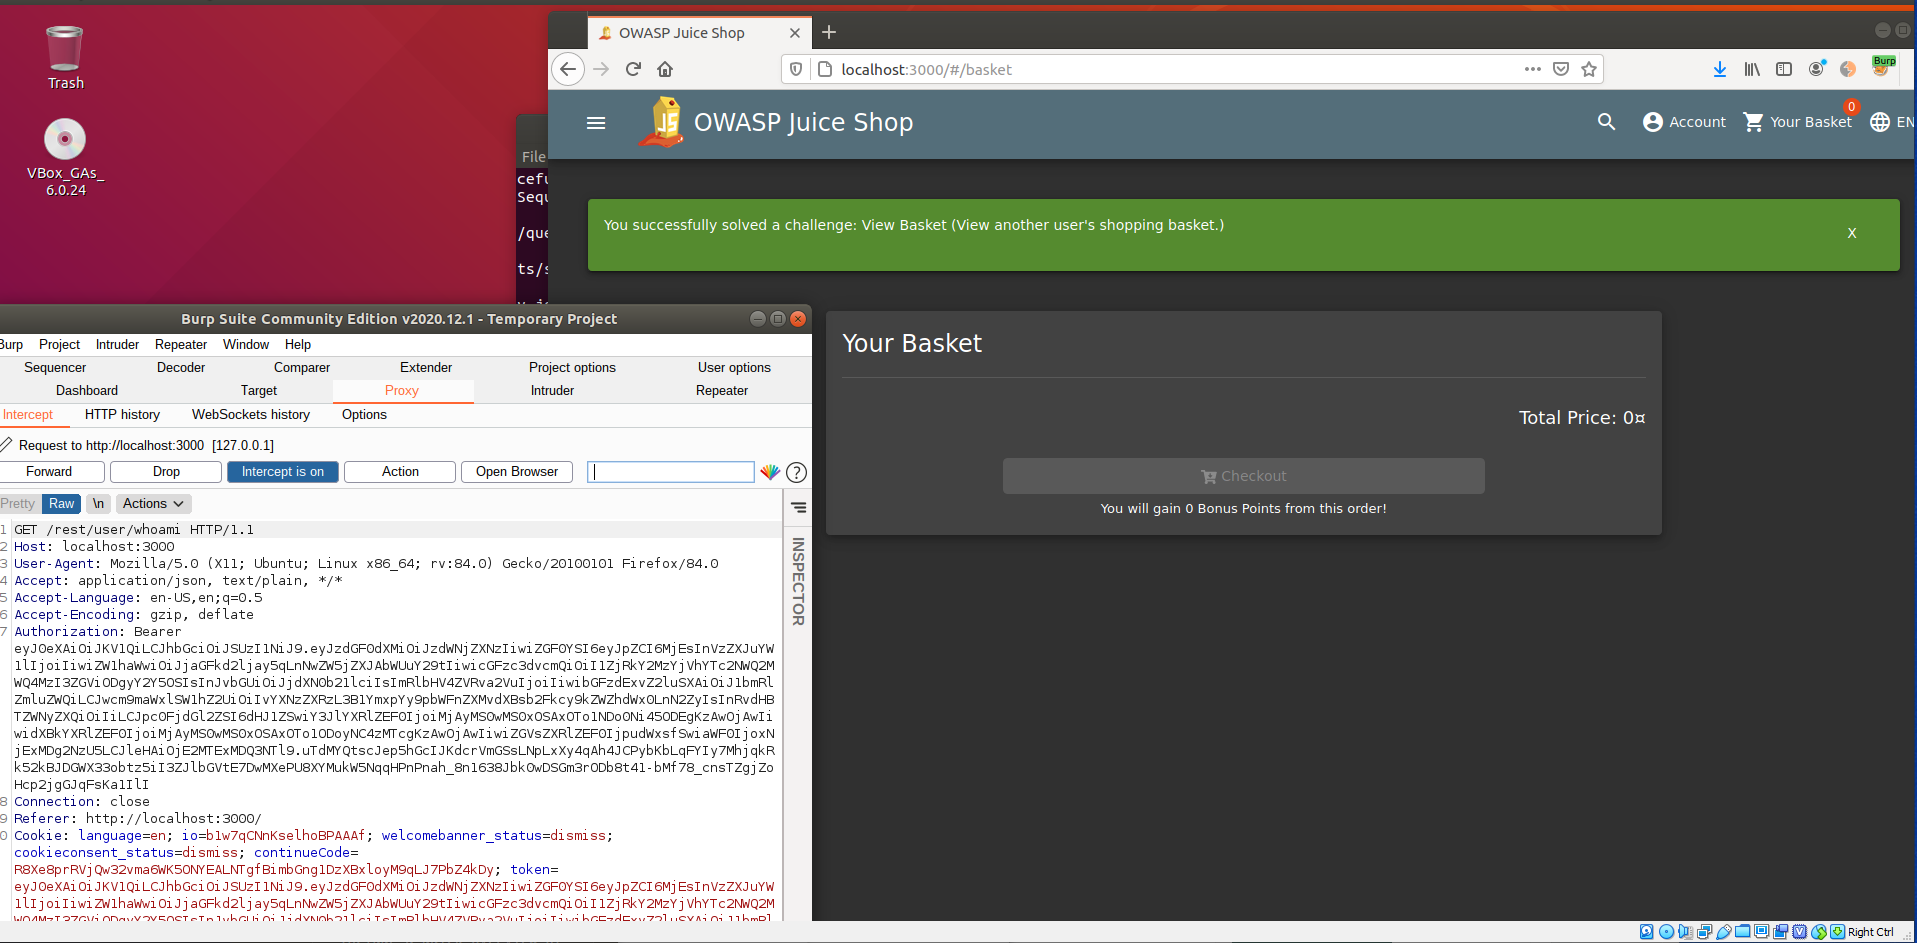 Trash
VBox_GAs_
6.0.24
OWASP Juice Shop
localhost:3000/#/basket
Burp
OWASP Juice Shop
Account
Your Basket
0
EN
File
cefu
Sequ
/que
ts/s
You successfully solved a challenge: View Basket (View another user's shopping basket.)
X
Burp Suite Community Edition v2020.12.1 - Temporary Project
Burp Project Intruder Repeater Window Help
Sequencer Decoder Comparer Extender Project options User options
Dashboard Target Proxy Intruder Repeater
Intercept HTTP history WebSockets history Options
Request to http://localhost:3000 [127.0.0.1]
Forward Drop Intercept is on Action Open Browser
?
Pretty Raw \n Actions
INSPECTOR
1 GET /rest/user/whoami HTTP/1.1
2 Host: localhost:3000
3 User-Agent: Mozilla/5.0 (X11; Ubuntu; Linux x86_64; rv:84.0) Gecko/20100101 Firefox/84.0
4 Accept: application/json, text/plain, */*
5 Accept-Language: en-US,en;q=0.5
6 Accept-Encoding: gzip, deflate
7 Authorization: Bearer
8 Connection: close
9 Referer: http://localhost:3000/
0 Cookie: language=en; io=b1w7qCNnKselhoBPAAAf; welcomebanner_status=dismiss;
cookieconsent_status=dismiss; continueCode=
R8Xe8prRVjQw32vma6WK5ONYEALNTgfBimbGng1DzXBxloyM9qLJ7PbZ4kDy; token=
Your Basket
Total Price: 0¤
Checkout
You will gain 0 Bonus Points from this order!
Right Ctrl